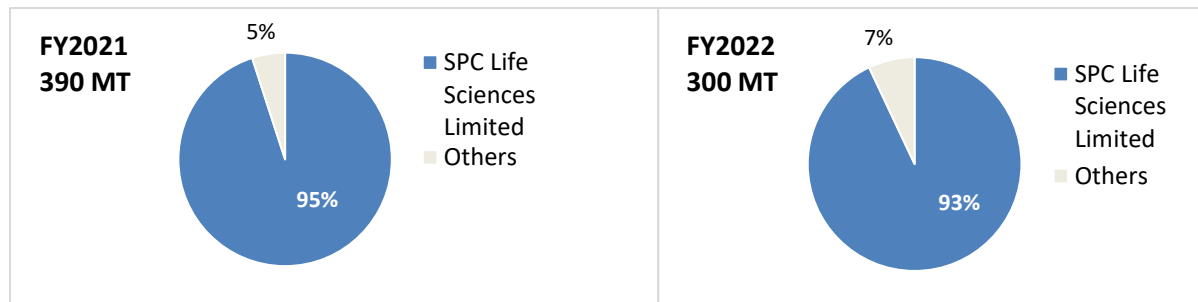 FY2021
390 MT
5%
95%
SPC Life
Sciences
Limited
Others
FY2022
300 MT
7%
93%
SPC Life
Sciences
Limited
Others